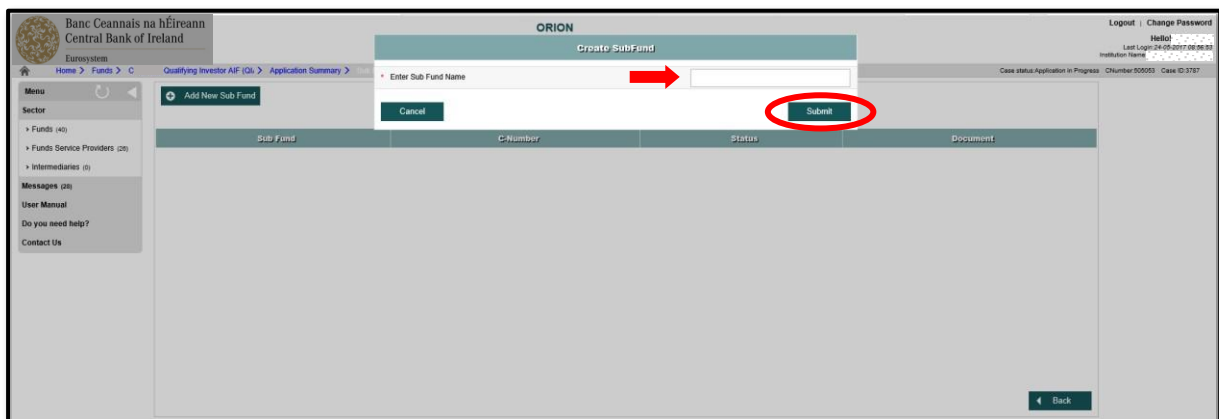 Banc Ceannais na hÉireann
Central Bank of Ireland
Eurosystem
ORION
Logout | Change Password
Hello!
Last Login:24-05-2017 08:56:53
Institution Name
Home > Funds > C
Qualifying Investor AIF (QI >
Application Summary >
Case status:Application in Progress
CNumber:505053
Case ID:3787
Create SubFund
* Enter Sub Fund Name
Cancel
Submit
Menu
Sector
Funds (40)
Funds Service Providers (28)
Intermediaries (0)
Messages (28)
User Manual
Do you need help?
Contact Us
Add New Sub Fund
Sub Fund
C-Number
Status
Document
Back